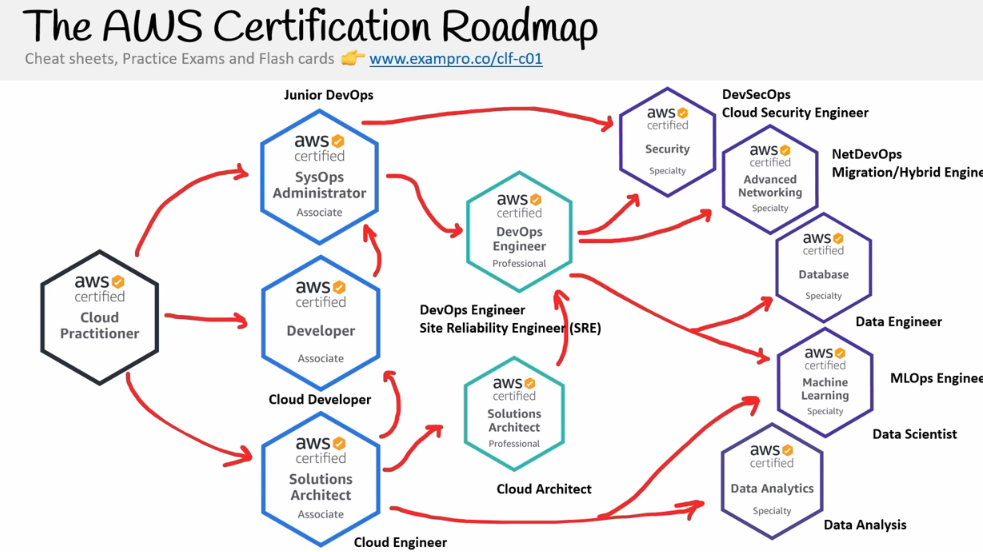 The AWS Certification Roadmap
Cheat sheets, Practice Exams and Flash cards 👉 www.exampro.co/clf-c01
Junior DevOps
aws
certified
SysOps
Administrator
Associate
aws
certified
Security
Specialty
DevSecOps
Cloud Security Engineer
aws
certified
Advanced
Networking
Specialty
NetDevOps
Migration/Hybrid Engine
aws
certified
DevOps
Engineer
Professional
DevOps Engineer
Site Reliability Engineer (SRE)
aws
certified
Database
Specialty
Data Engineer
aws
certified
Cloud
Practitioner
aws
certified
Developer
Associate
Cloud Developer
aws
certified
Solutions
Architect
Professional
Cloud Architect
aws
certified
Machine
Learning
Specialty
MLOps Enginee
Data Scientist
aws
certified
Solutions
Architect
Associate
Cloud Engineer
aws
certified
Data Analytics
Specialty
Data Analysis